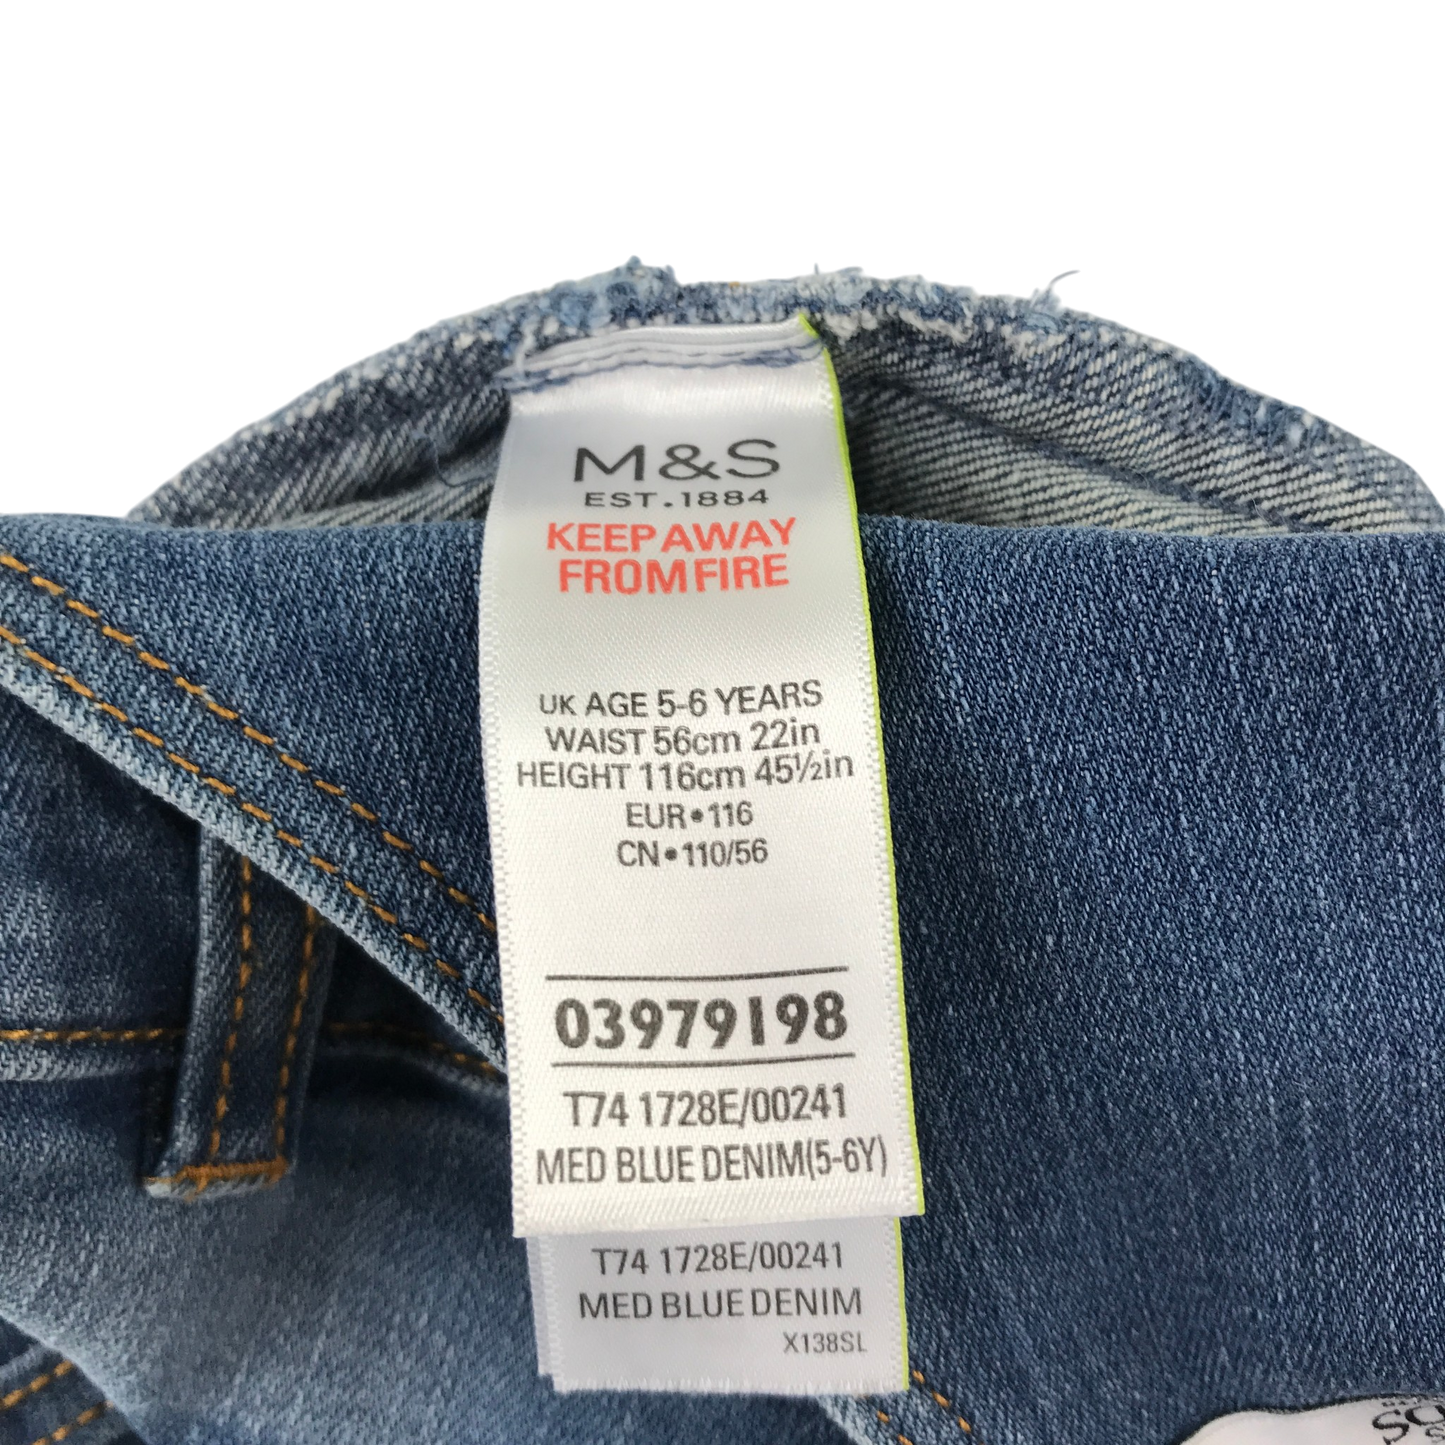 M&S
EST.1884
KEEP AWAY
FROM FIRE
UK AGE 5-6 YEARS
WAIST 56cm 22in
HEIGHT 116cm 45½in
EUR•116
CN•110/56
03979198
T74 1728E/00241
MED BLUE DENIM(5-6Y)
T74 1728E/00241
MED BLUE DENIM
X138SL